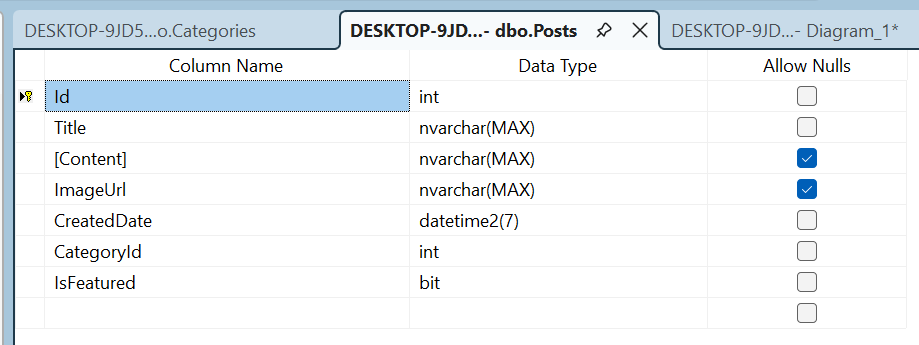 DESKTOP-9JD5...o.Categories DESKTOP-9JD...- dbo.Posts DESKTOP-9JD...- Diagram_1*
Column Name Data Type Allow Nulls
Id int
Title nvarchar(MAX)
[Content] nvarchar(MAX)
ImageUrl nvarchar(MAX)
CreatedDate datetime2(7)
CategoryId int
IsFeatured bit